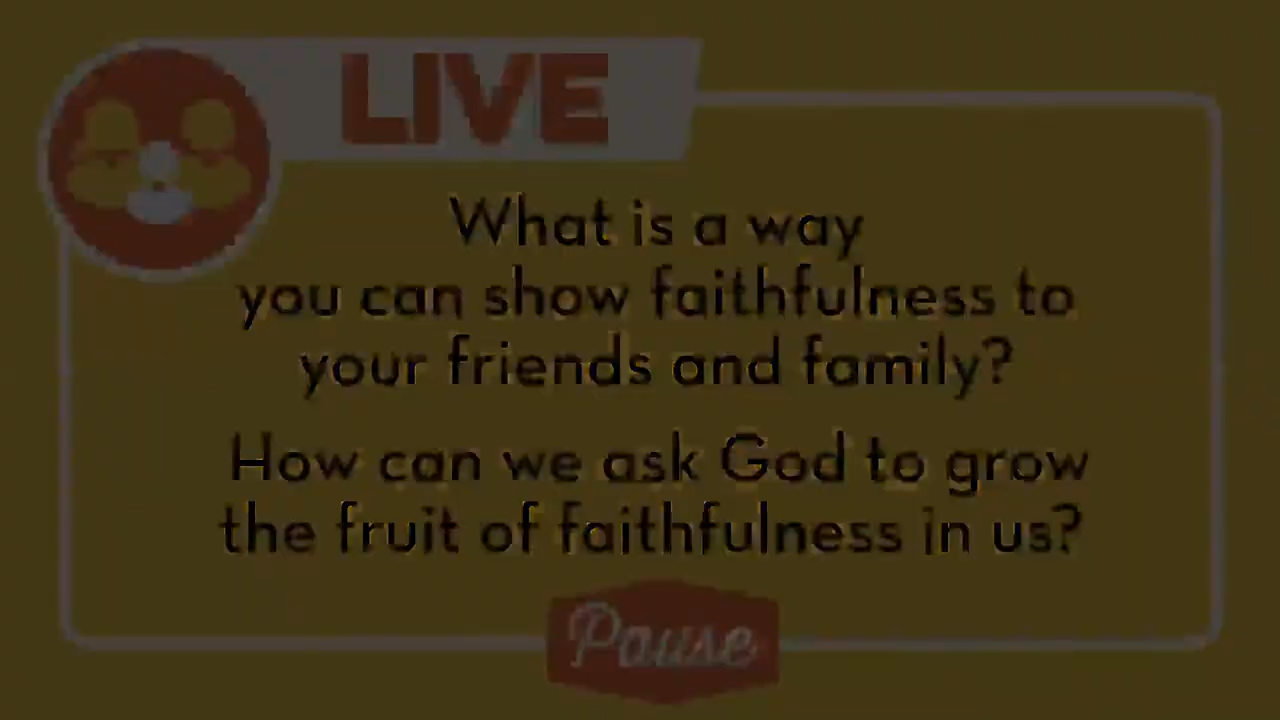 LIVE
What is a way
you can show faithfulness to
your friends and family?
How can we ask God to grow
the fruit of faithfulness in us?
Pause